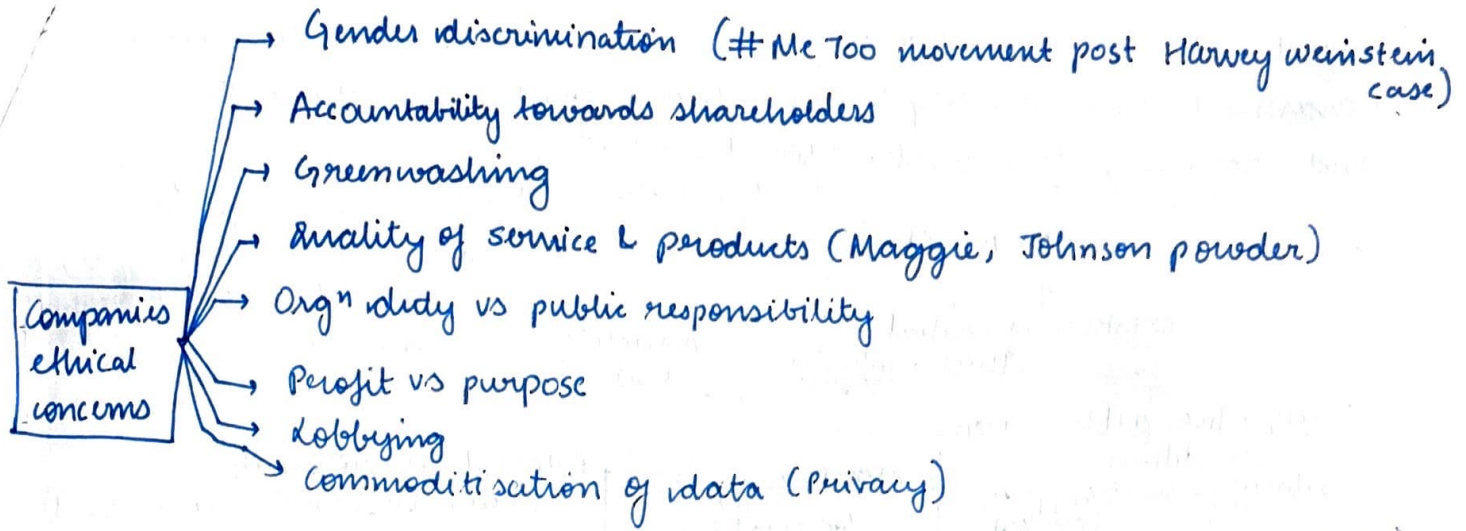 Gender discrimination (# Me Too movement post Harvey weinstein
case)
Accountability towards shareholders
Greenwashing
Quality of service & products (Maggie, Johnson powder)
Orgⁿ duty vs public responsibility
Companies
ethical
concerns
Profit vs purpose
Lobbying
Commoditisation of data (Privacy)